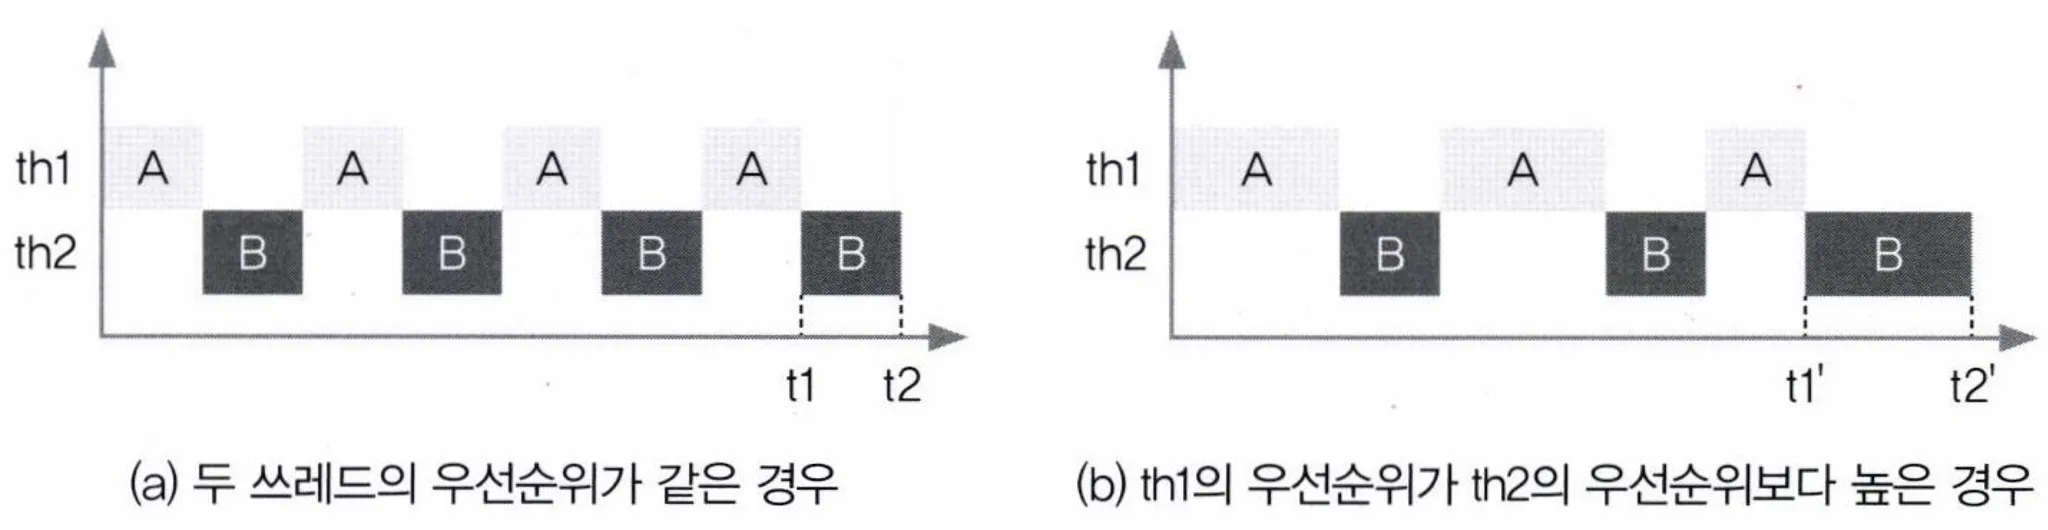 th1 A A A A
th2 B B B B
t1 t2
(a) 두 쓰레드의 우선순위가 같은 경우
th1 A A A
th2 B B B
t1' t2'
(b) th1의 우선순위가 th2의 우선순위보다 높은 경우